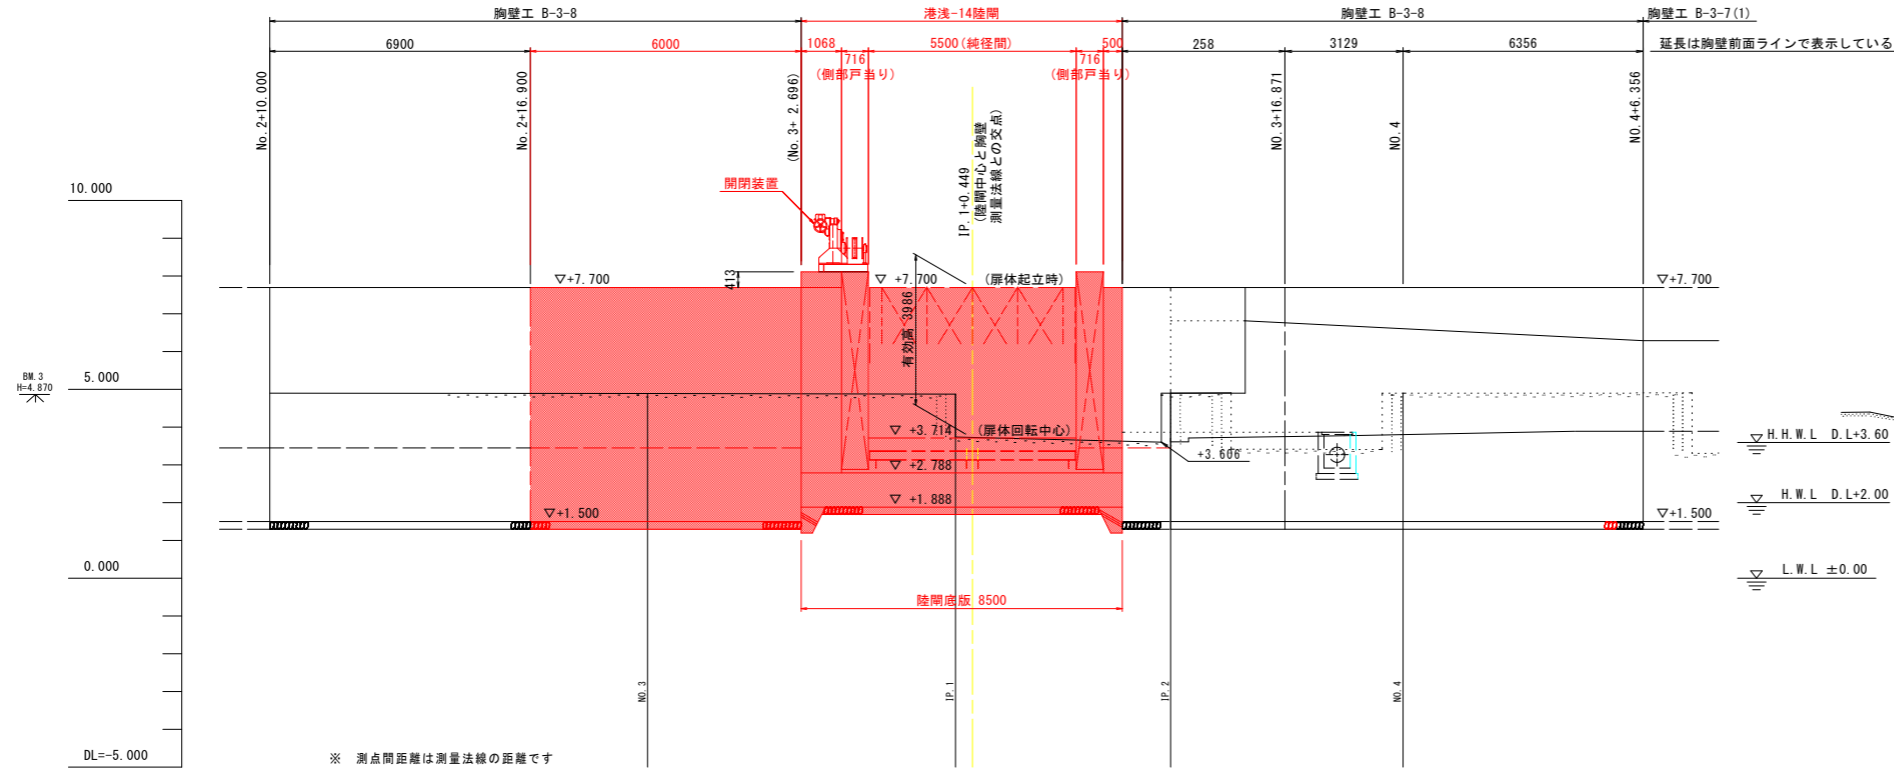 胸壁工 B-3-8
港浅-14陸閘
胸壁工 B-3-8
胸壁工 B-3-7(1)
6900
6000
1068
5500(純径間)
500
258
3129
6356
延長は胸壁前面ラインで表示している
716
(側部戸当り)
716
(側部戸当り)
No.2+10.000
No.2+16.900
(No.3+ 2.696)
IP.1+0.449
(陸閘中心と胸壁
測量法線との交点)
NO.3+16.871
NO.4
NO.4+6.356
開閉装置
10.000
5.000
0.000
DL=-5.000
BM.3
H=4.870
▽+7.700
413
▽ +7.700
(扉体起立時)
▽+7.700
有効高 3986
▽ +3.714
(扉体回転中心)
+3.606
▽ +2.788
▽ +1.888
▽+1.500
▽+1.500
H.H.W.L D.L+3.60
H.W.L D.L+2.00
L.W.L ±0.00
陸閘底版 8500
NO.3
IP.1
IP.2
NO.4
※ 測点間距離は測量法線の距離です